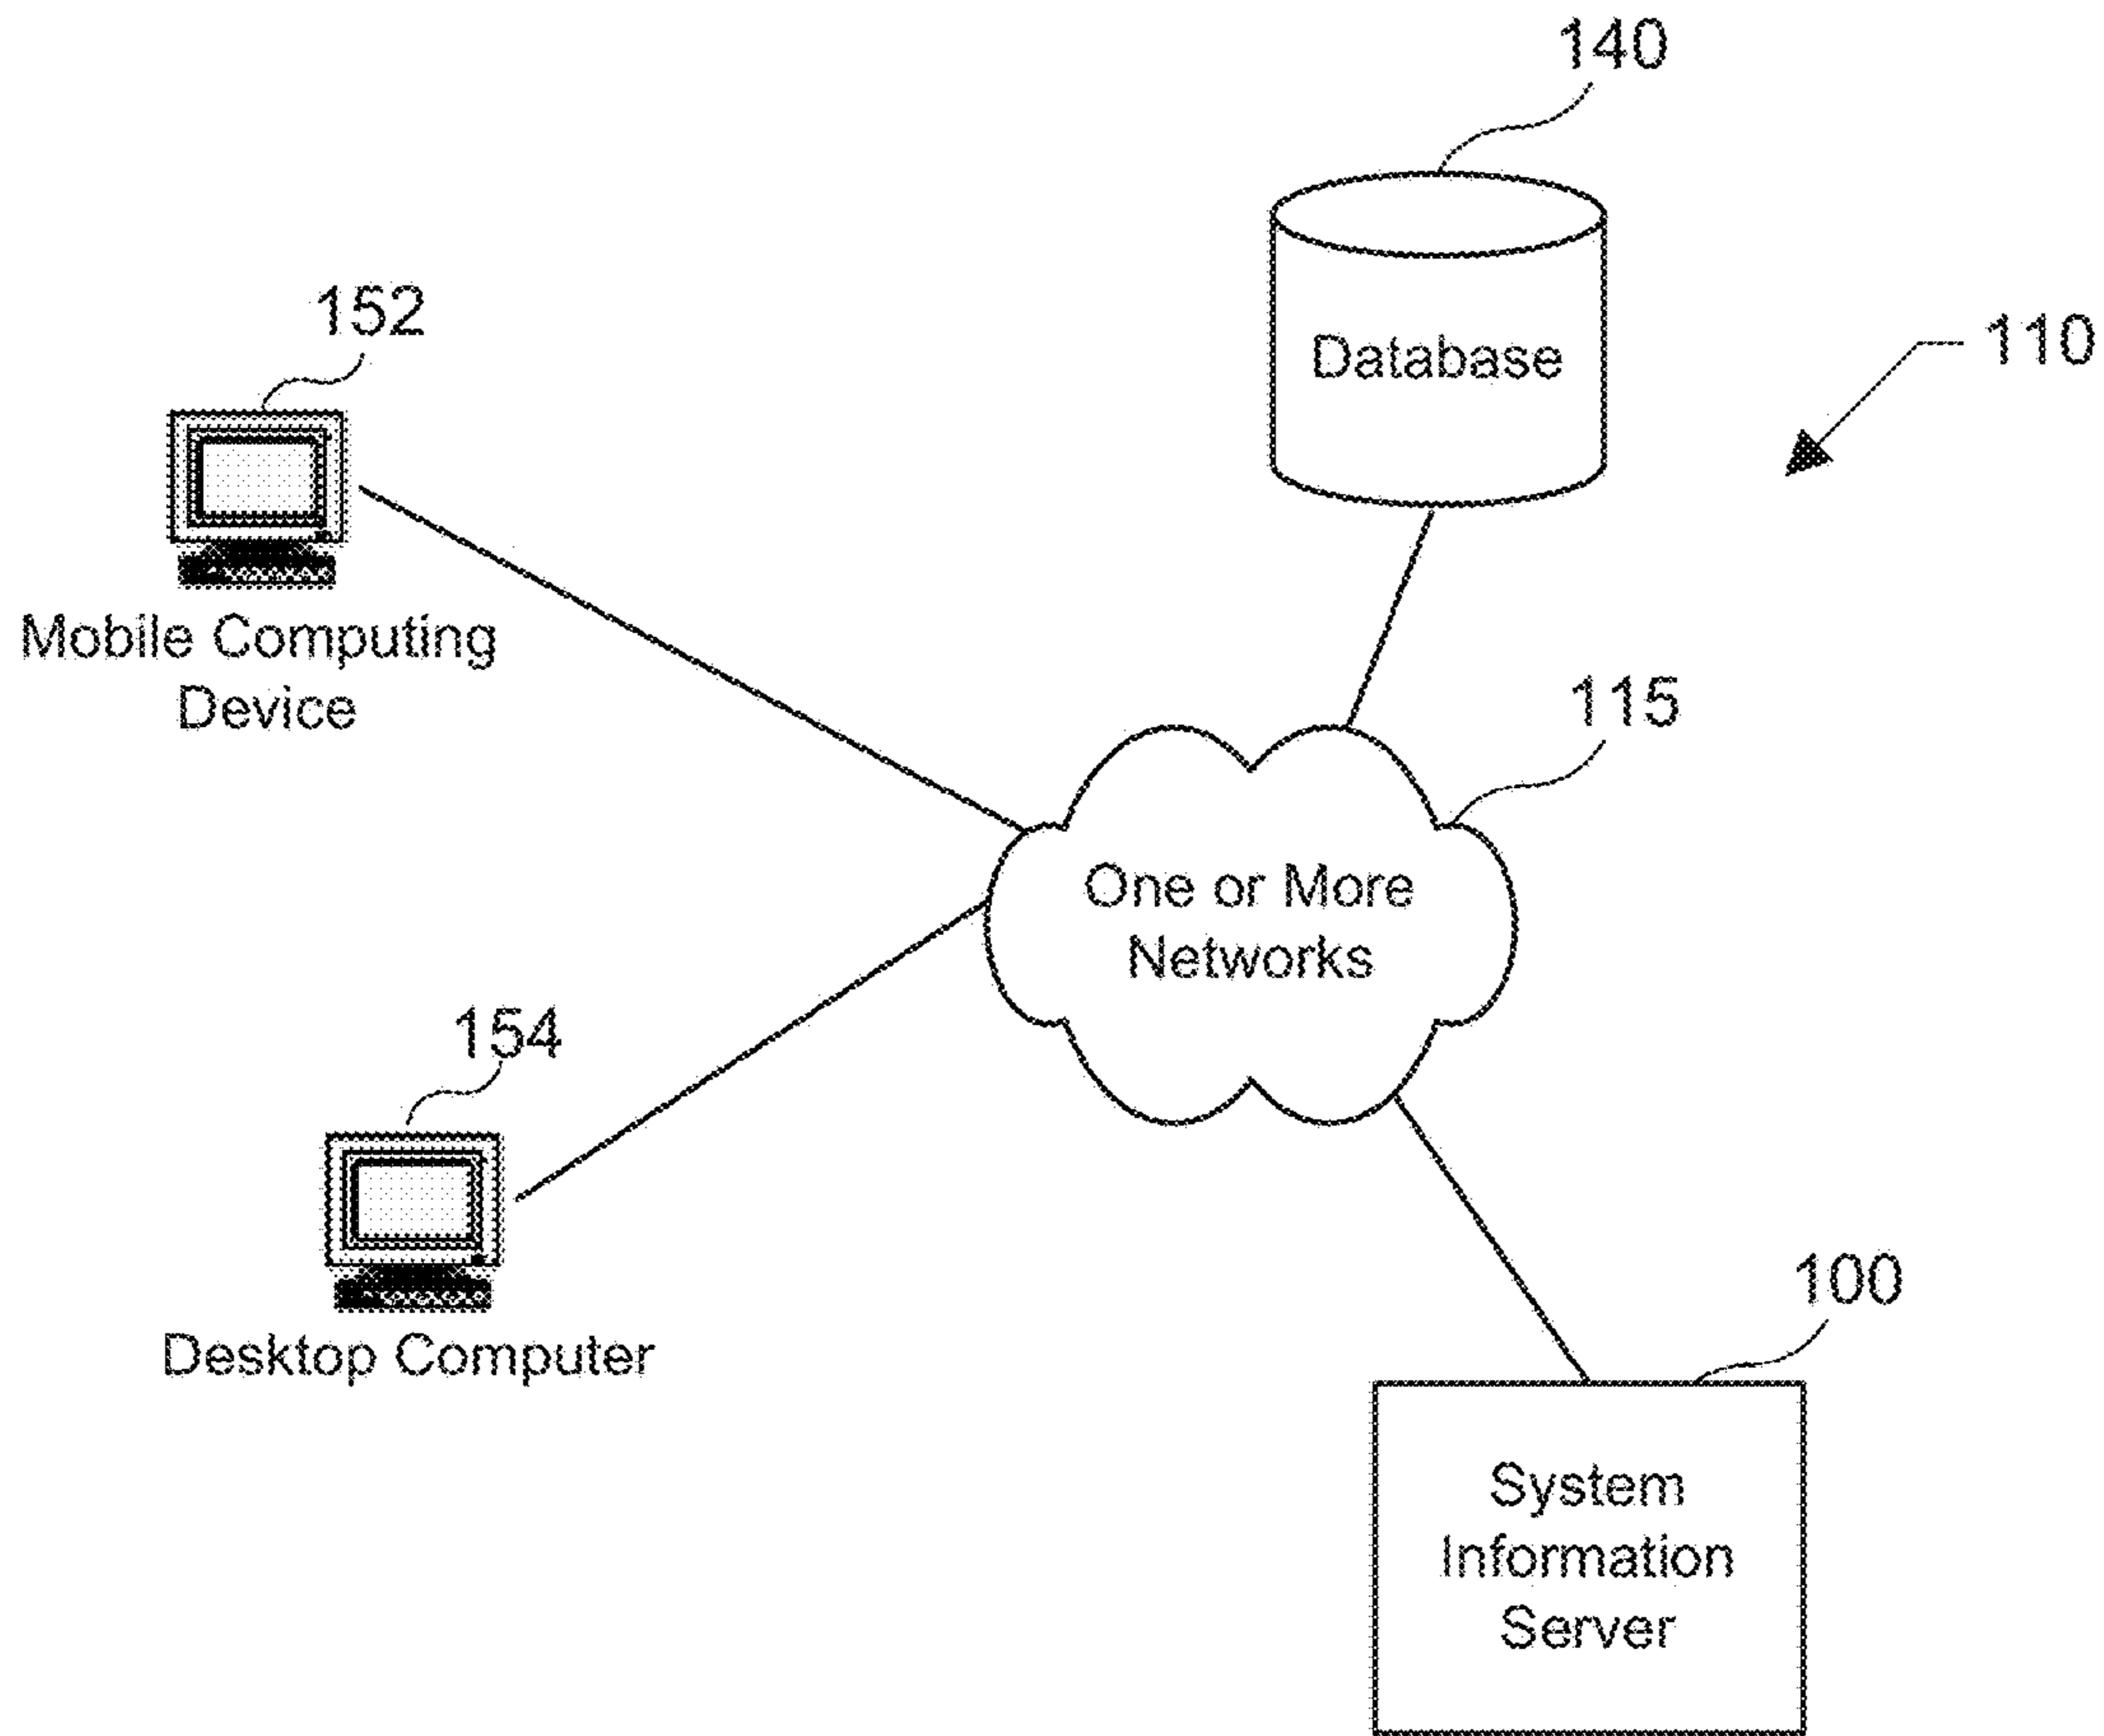 140
152
Database
110
Mobile Computing
Device
115
One or More
Networks
154
Desktop Computer
100
System
Information
Server